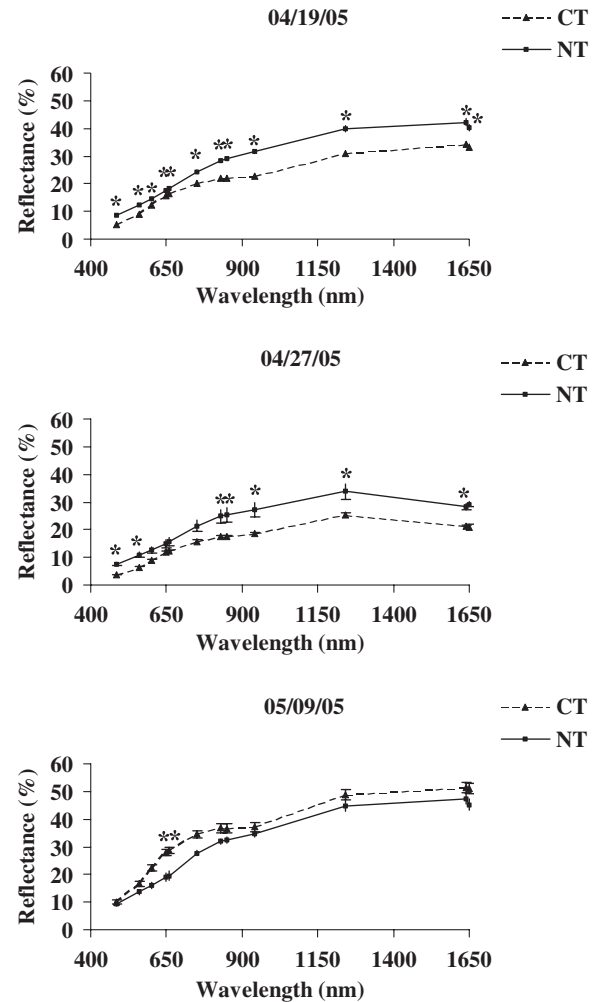 04/19/05
CT
NT
60
50
40
30
20
10
0
Reflectance (%)
* * * ** * ** * * * *
400 650 900 1150 1400 1650
Wavelength (nm)
04/27/05
CT
NT
60
50
40
30
20
10
0
Reflectance (%)
* * ** * * *
400 650 900 1150 1400 1650
Wavelength (nm)
05/09/05
CT
NT
60
50
40
30
20
10
0
Reflectance (%)
**
400 650 900 1150 1400 1650
Wavelength (nm)